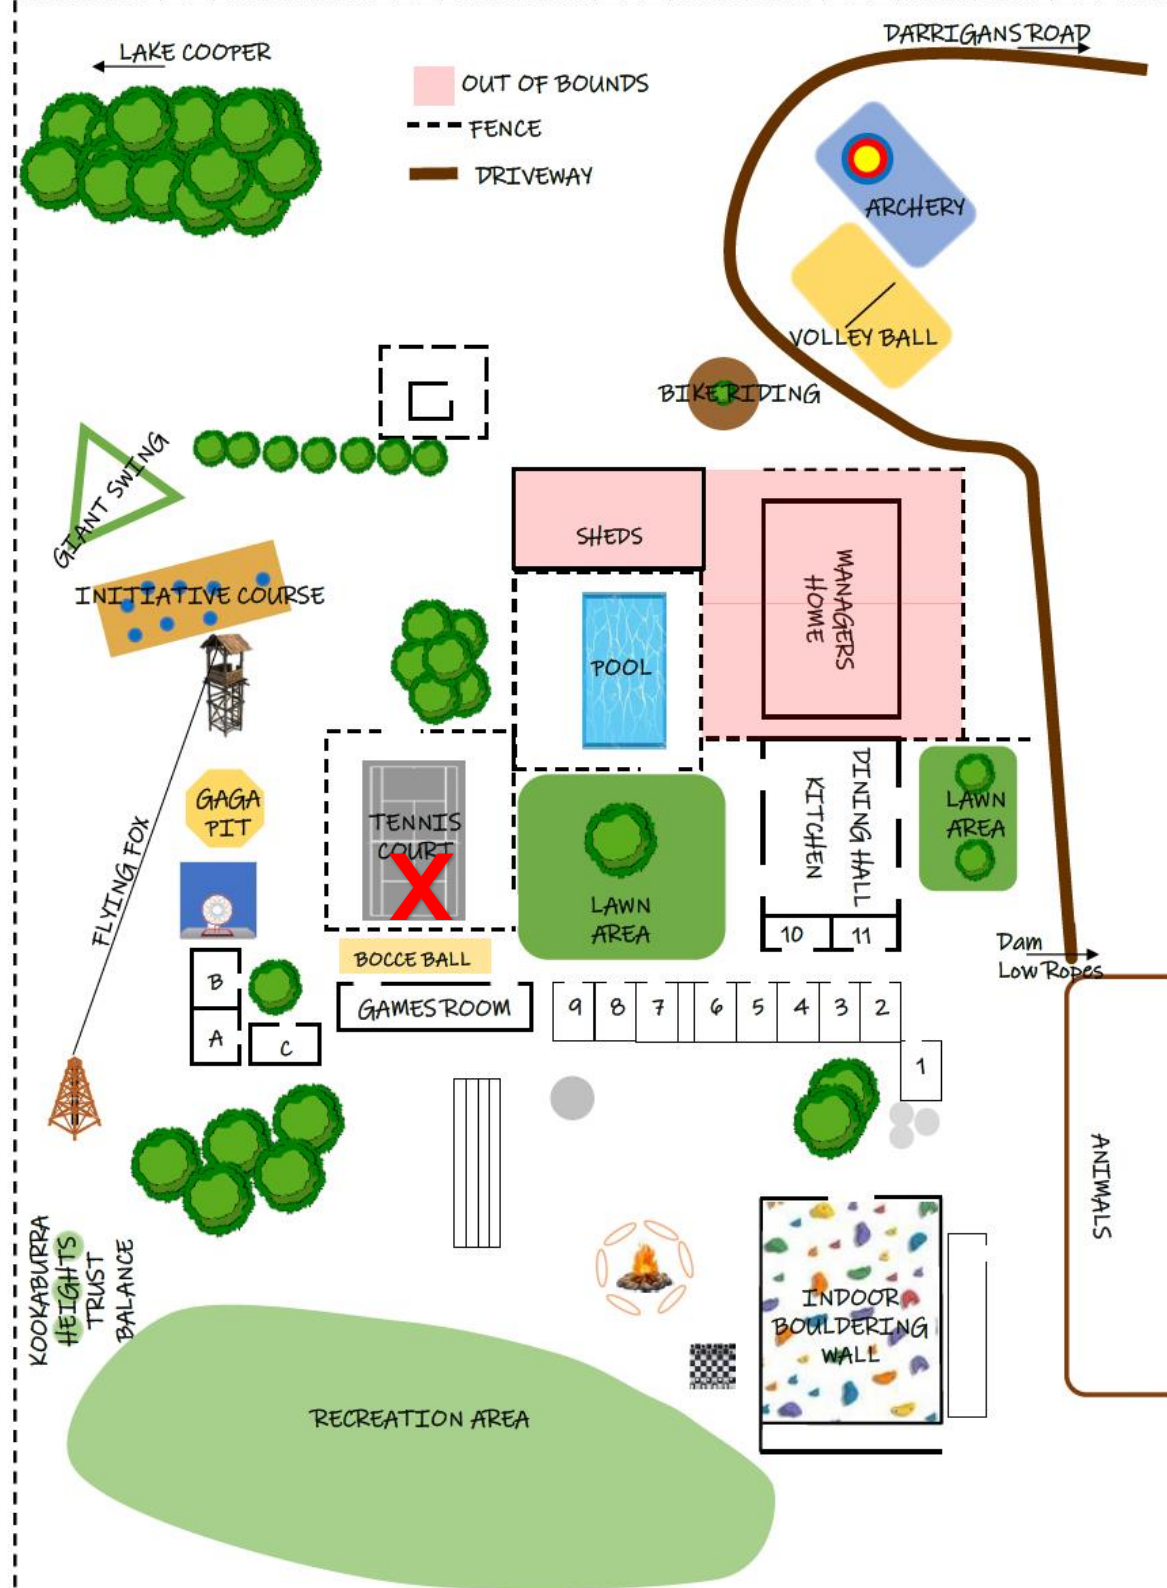 LAKE COOPER
DARRIGANS ROAD
OUT OF BOUNDS
FENCE
DRIVEWAY
ARCHERY
VOLLEY BALL
BIKE RIDING
GIANT SWING
SHEDS
MANAGERS
HOME
INITIATIVE COURSE
POOL
GAGA
PIT
TENNIS
COURT
X
FLYING FOX
LAWN
AREA
KITCHEN
DINING HALL
LAWN
AREA
10
11
BOCCE BALL
Dam
Low Ropes
B
A
C
GAMES ROOM
9
8
7
6
5
4
3
2
1
ANIMALS
KOOKABURRA
HEIGHTS
TRUST
BALANCE
INDOOR
BOULDERING
WALL
RECREATION AREA